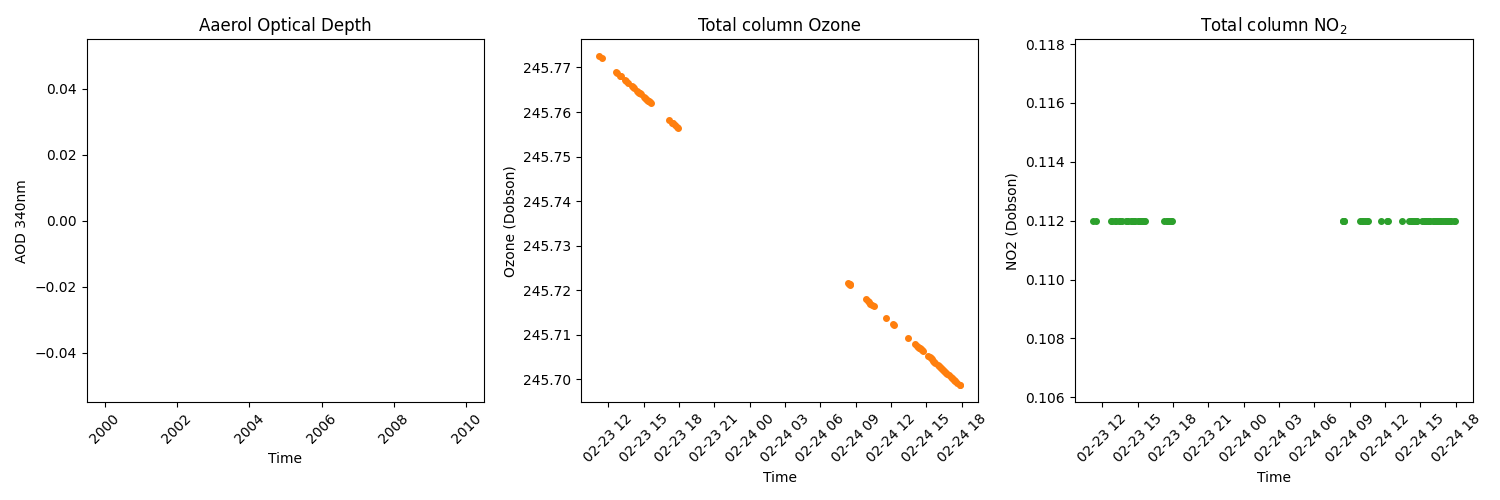 Aaerol Optical Depth
0.04
0.02
0.00
−0.02
−0.04
AOD 340nm
2000 2002 2004 2006 2008 2010
Time
Total column Ozone
245.77
245.76
245.75
245.74
245.73
245.72
245.71
245.70
Ozone (Dobson)
02-23 12 02-23 15 02-23 18 02-23 21 02-24 00 02-24 03 02-24 06 02-24 09 02-24 12 02-24 15 02-24 18
Time
Total column NO₂
0.118
0.116
0.114
0.112
0.110
0.108
0.106
NO2 (Dobson)
02-23 12 02-23 15 02-23 18 02-23 21 02-24 00 02-24 03 02-24 06 02-24 09 02-24 12 02-24 15 02-24 18
Time